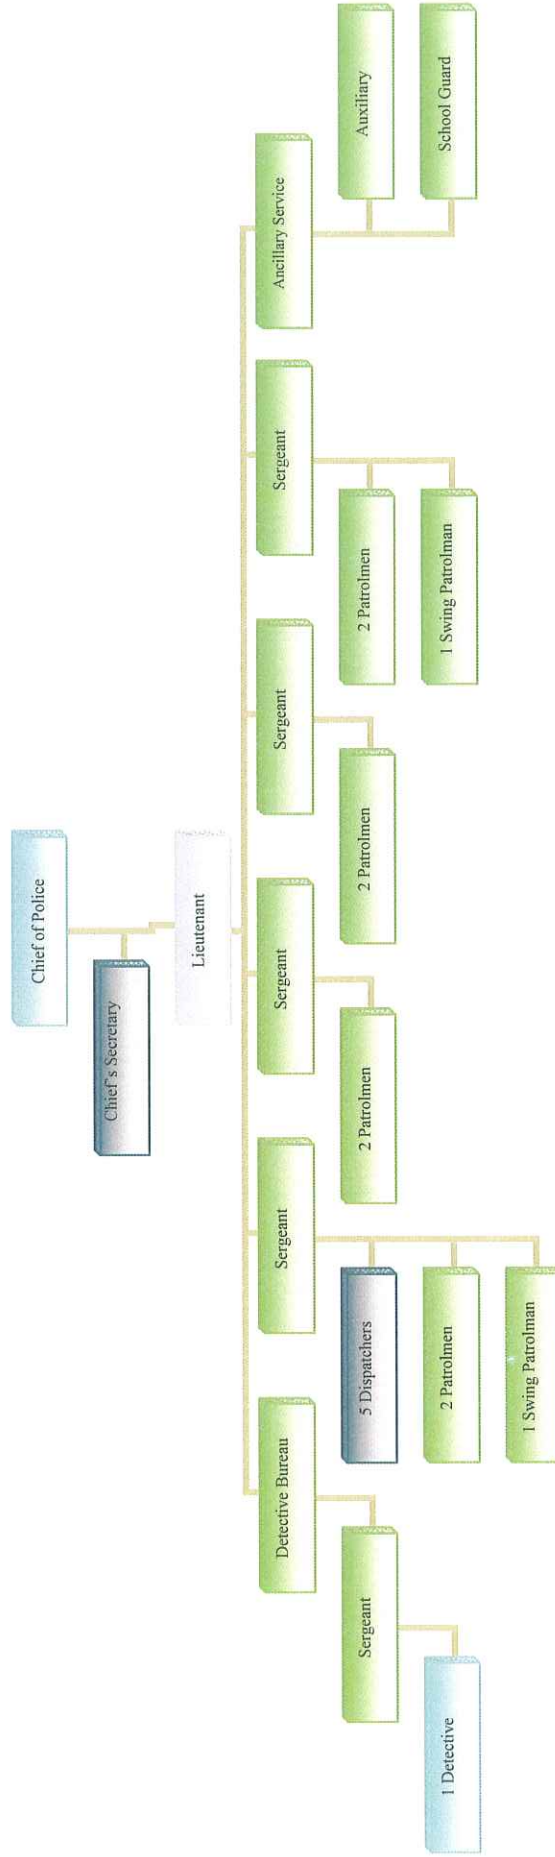 Chief of Police
Chief's Secretary
Lieutenant
Detective Bureau
Sergeant
Sergeant
Sergeant
Sergeant
Ancillary Service
Sergeant
5 Dispatchers
2 Patrolmen
2 Patrolmen
2 Patrolmen
Auxiliary
1 Detective
2 Patrolmen
1 Swing Patrolman
School Guard
1 Swing Patrolman